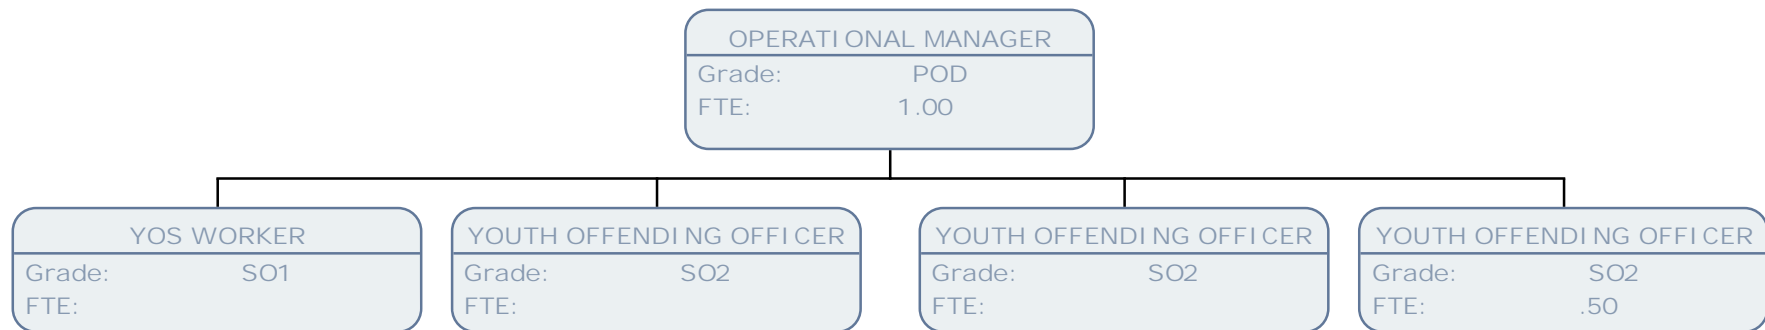 OPERATIONAL MANAGER
Grade: POD
FTE: 1.00
YOS WORKER
Grade: SO1
FTE:
YOUTH OFFENDING OFFICER
Grade: SO2
FTE:
YOUTH OFFENDING OFFICER
Grade: SO2
FTE:
YOUTH OFFENDING OFFICER
Grade: SO2
FTE: .50